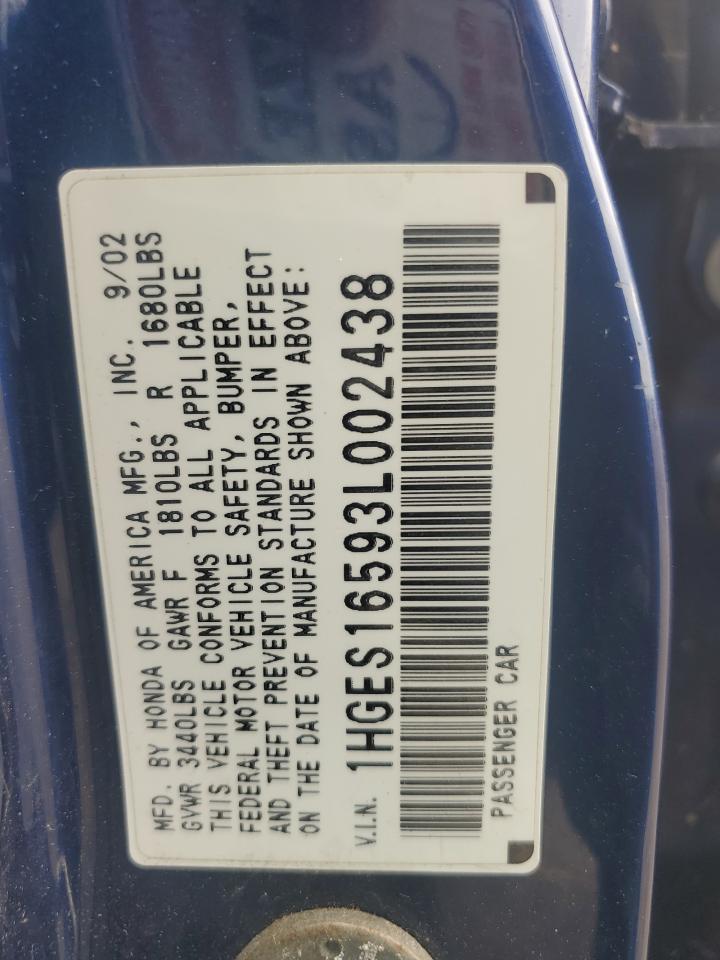 MFD. BY HONDA OF AMERICA MFG., INC. 9/02
GVWR 3440LBS GAWR F 1810LBS R 1680LBS
THIS VEHICLE CONFORMS TO ALL APPLICABLE
FEDERAL MOTOR VEHICLE SAFETY, BUMPER,
AND THEFT PREVENTION STANDARDS IN EFFECT
ON THE DATE OF MANUFACTURE SHOWN ABOVE:
V.I.N. 1HGES16593L002438
PASSENGER CAR